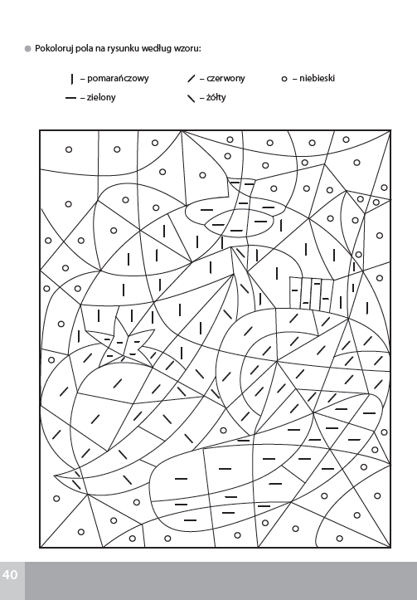 Pokoloruj pola na rysunku według wzoru:
| – pomarańczowy / – czerwony o – niebieski
— – zielony \ – żółty
40